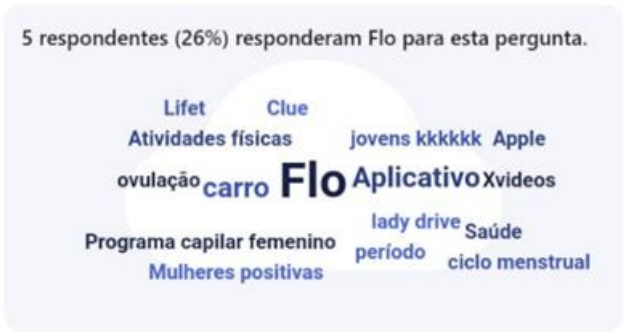 5 respondentes (26%) responderam Flo para esta pergunta.
Lifet Clue
Atividades físicas jovens kkkkkk Apple
ovulação carro Flo Aplicativo Xvideos
lady drive Saúde
Programa capilar femenino período ciclo menstrual
Mulheres positivas